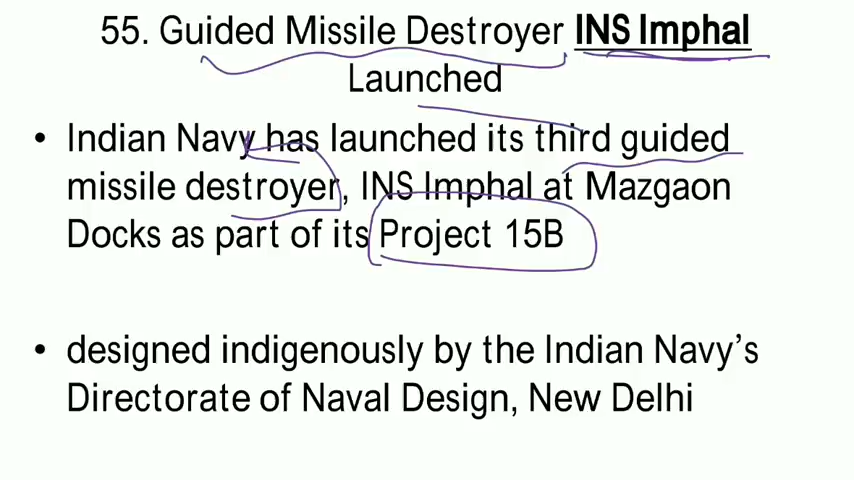 55. Guided Missile Destroyer INS Imphal
Launched
• Indian Navy has launched its third guided
missile destroyer, INS Imphal at Mazgaon
Docks as part of its Project 15B
• designed indigenously by the Indian Navy’s
Directorate of Naval Design, New Delhi